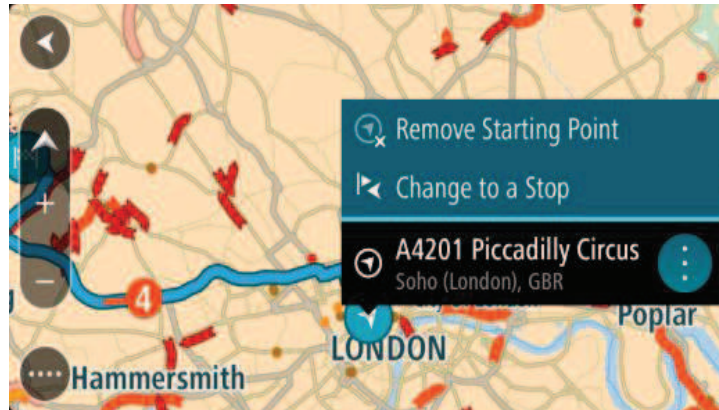 Remove Starting Point
Change to a Stop
A4201 Piccadilly Circus
Soho (London), GBR
4
Poplar
LONDON
Hammersmith